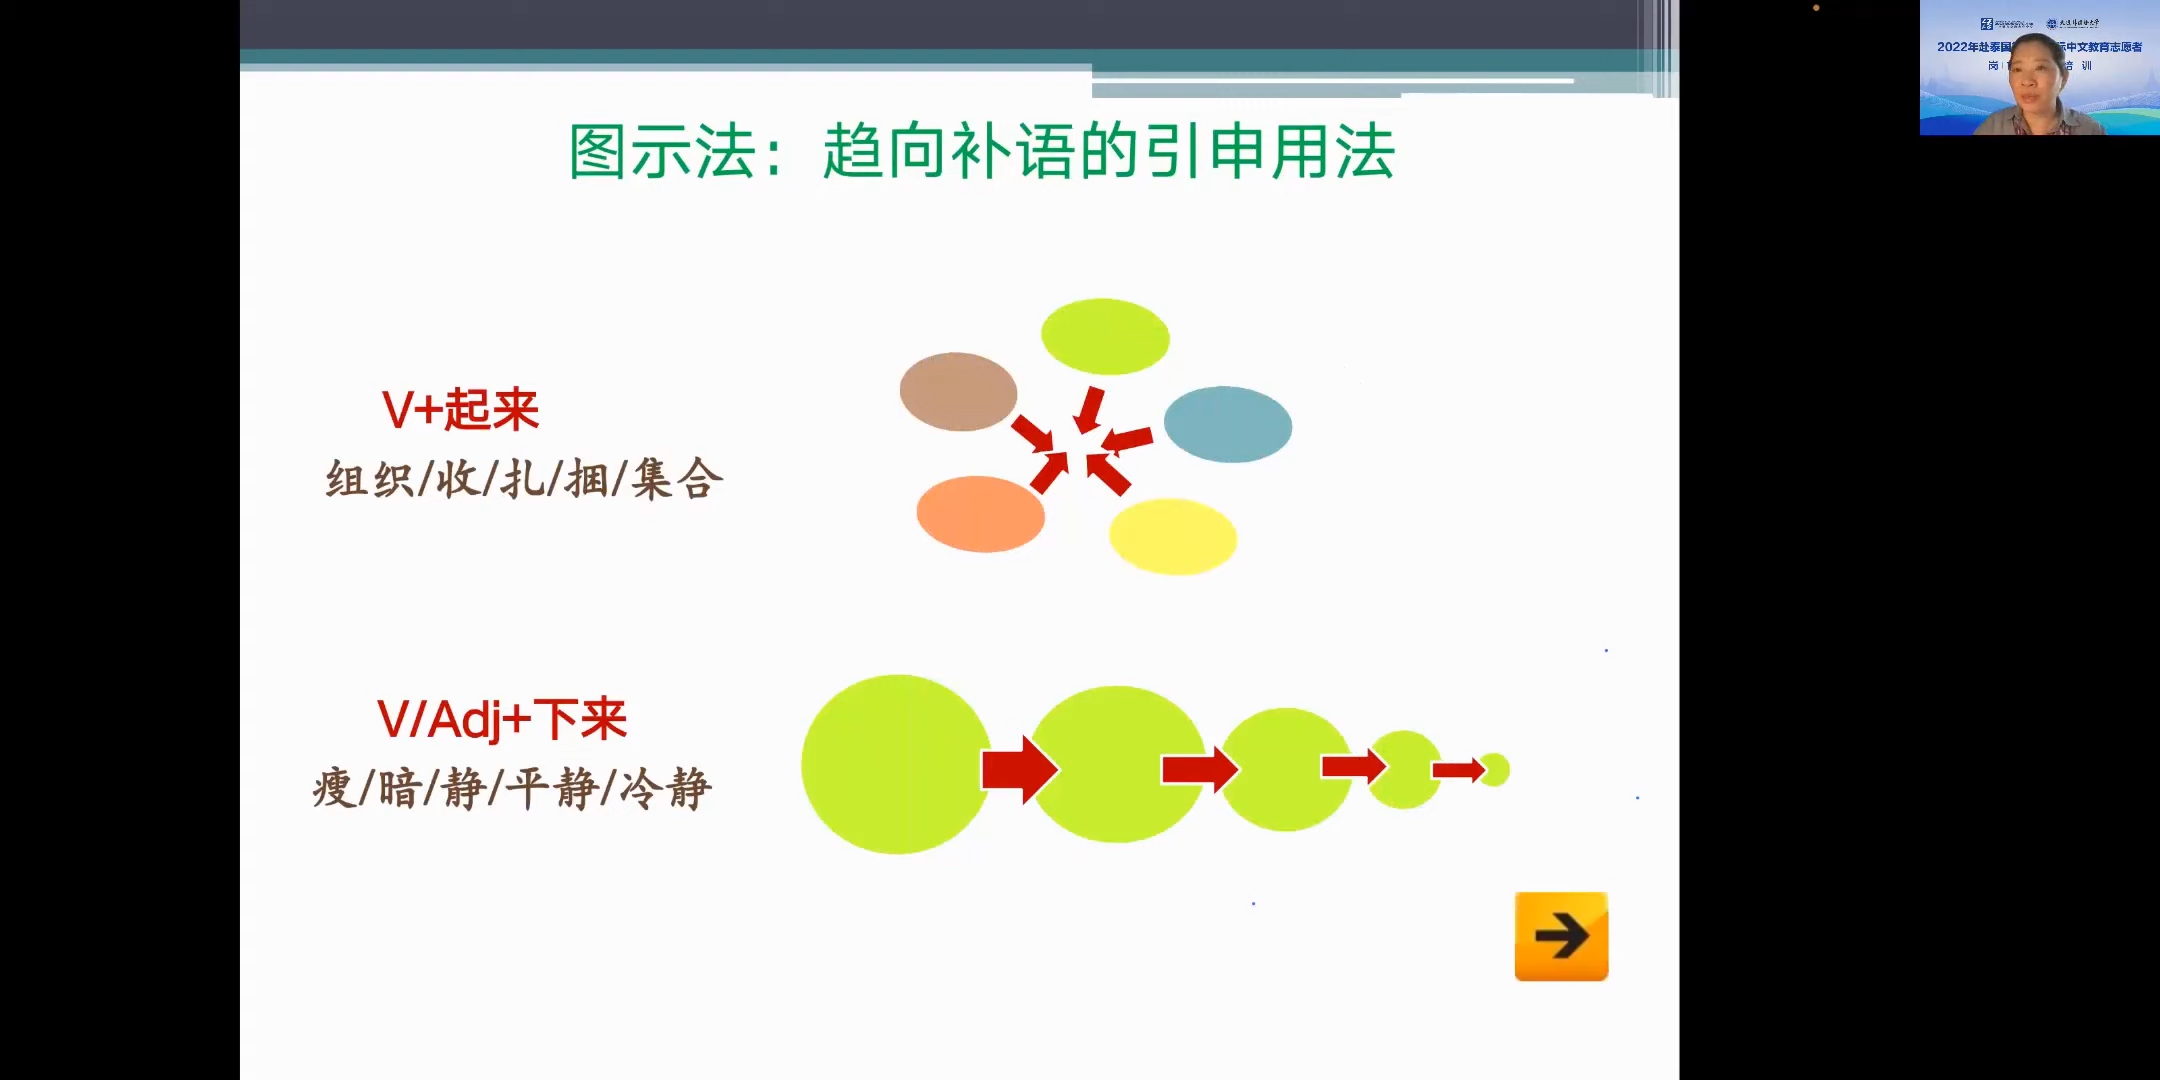 图示法：趋向补语的引申用法
V+起来
组织/收/扎/捆/集合
V/Adj+下来
瘦/暗/静/平静/冷静
2022年赴泰国
中文教育志愿者
岗
培 训